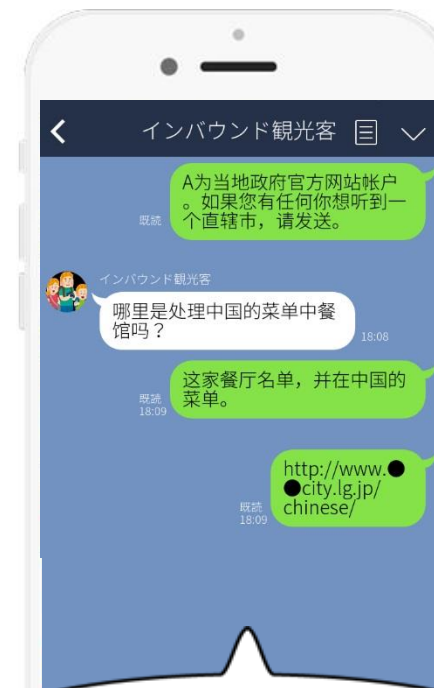 インバウンド観光客
A为当地政府官方网站帐户
。如果您有任何你想听到一
个直辖市，请发送。
既読
インバウンド観光客
哪里是处理中国的菜单中餐
馆吗？
18:08
这家餐厅名单，并在中国的
菜单。
既読
18:09
http://www.●
●city.lg.jp/
chinese/
既読
18:09